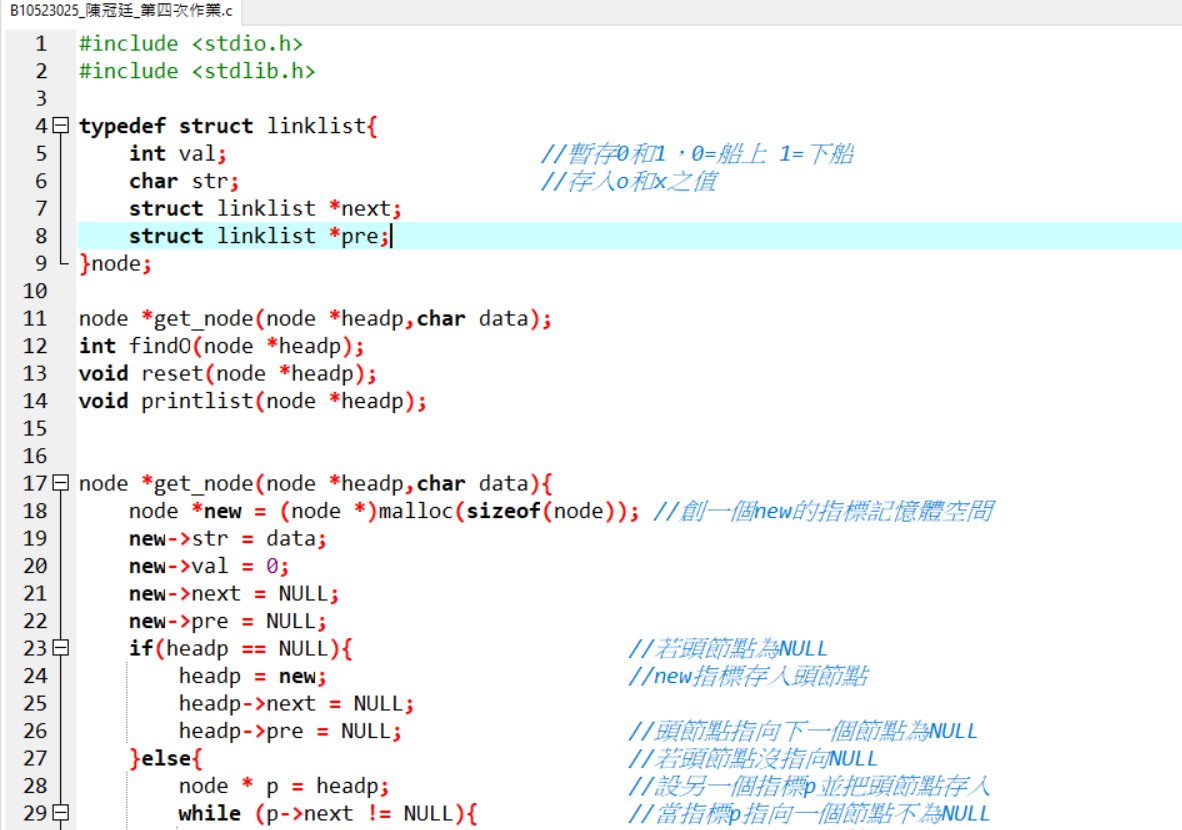 B10523025_陳冠廷_第四次作業.c
1 #include <stdio.h>
2 #include <stdlib.h>
3
4 typedef struct linklist{
5 int val; //暫存0和1，0=船上 1=下船
6 char str; //存入o和x之值
7 struct linklist *next;
8 struct linklist *pre;
9 }node;
10
11 node *get_node(node *headp,char data);
12 int findO(node *headp);
13 void reset(node *headp);
14 void printlist(node *headp);
15
16
17 node *get_node(node *headp,char data){
18 node *new = (node *)malloc(sizeof(node)); //創一個new的指標記憶體空間
19 new->str = data;
20 new->val = 0;
21 new->next = NULL;
22 new->pre = NULL;
23 if(headp == NULL){ //若頭節點為NULL
24 headp = new; //new指標存入頭節點
25 headp->next = NULL;
26 headp->pre = NULL; //頭節點指向下一個節點為NULL
27 }else{ //若頭節點沒指向NULL
28 node * p = headp; //設另一個指標p並把頭節點存入
29 while (p->next != NULL){ //當指標p指向一個節點不為NULL